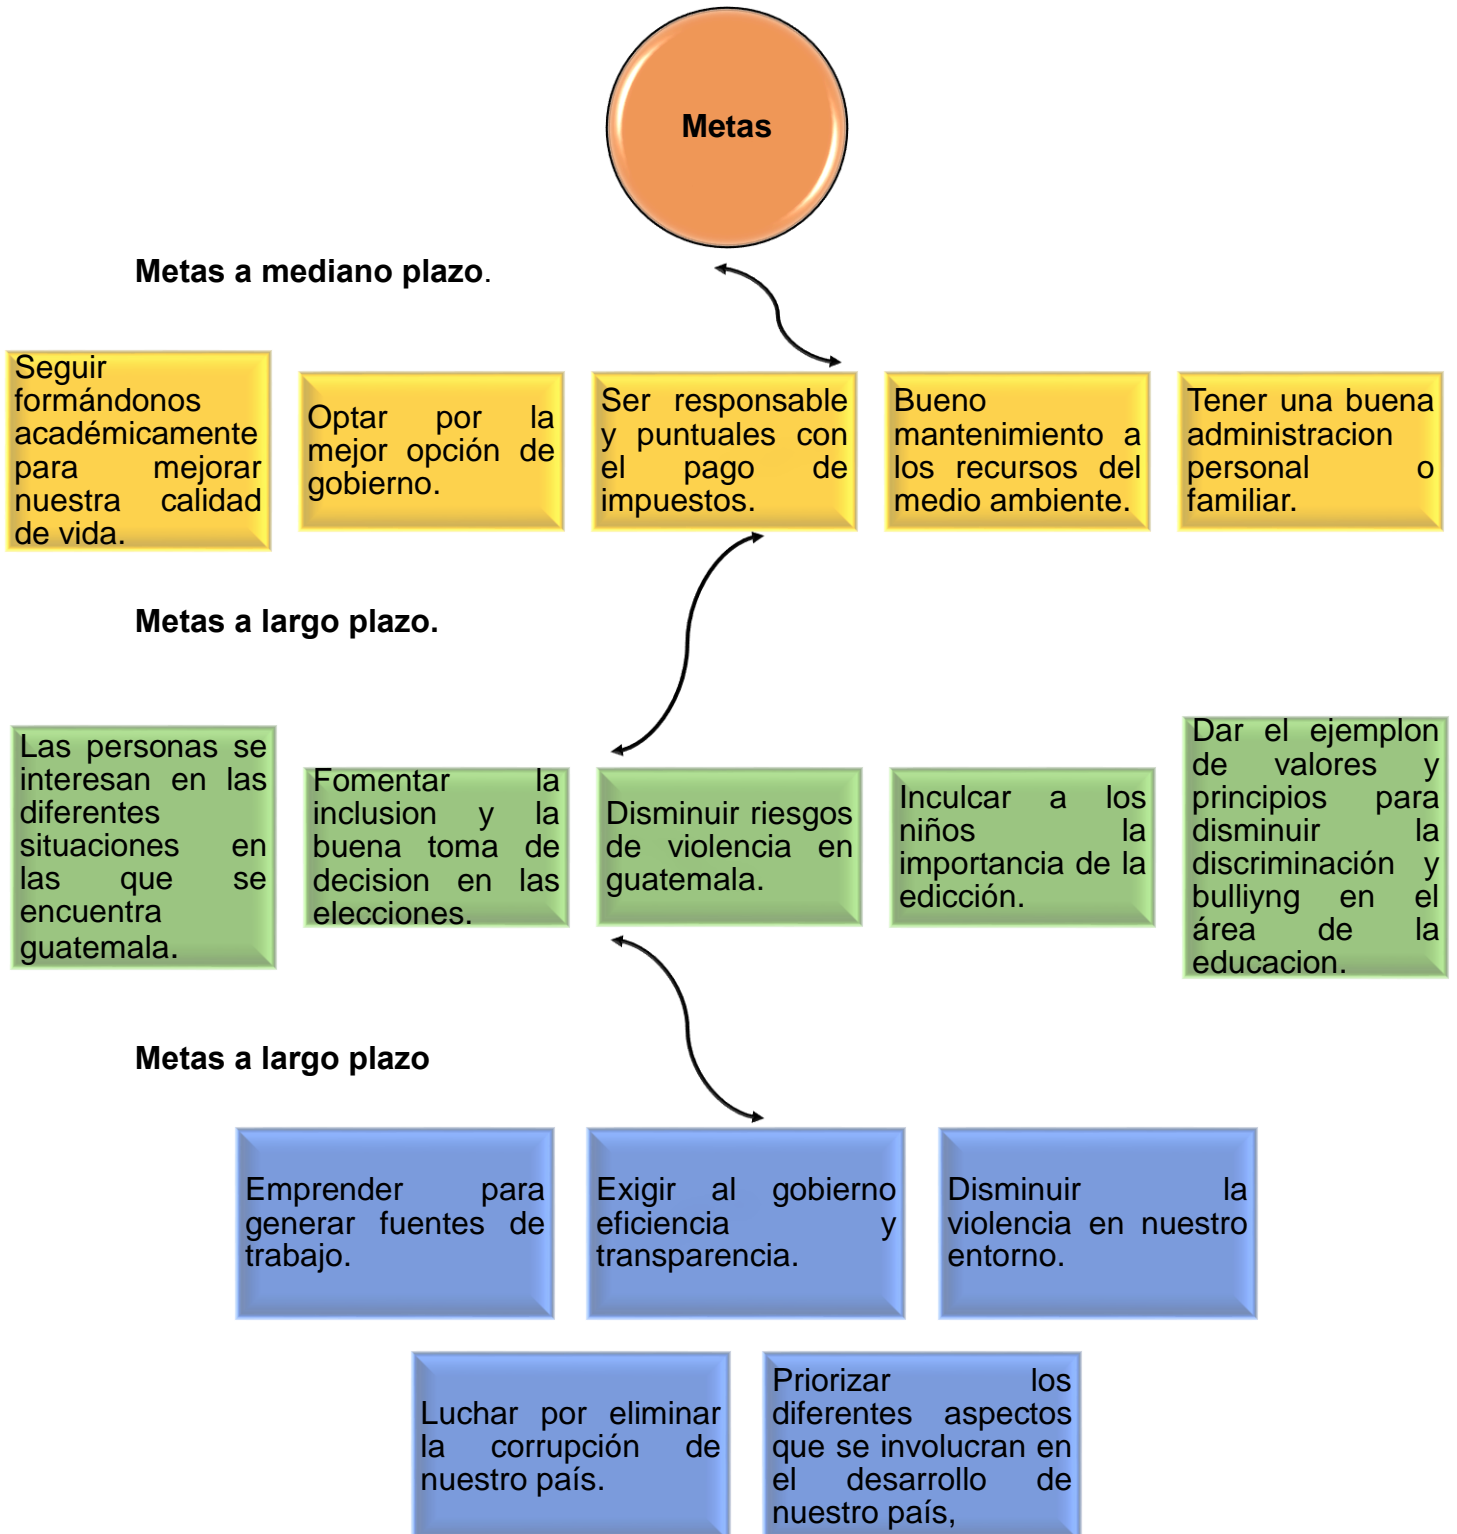 Metas
Metas a mediano plazo.
Seguir
formándonos
académicamente
para mejorar
nuestra calidad
de vida.
Optar por la
mejor opción de
gobierno.
Ser responsable
y puntuales con
el pago de
impuestos.
Bueno
mantenimiento a
los recursos del
medio ambiente.
Tener una buena
administracion
personal o
familiar.
Metas a largo plazo.
Las personas se
interesan en las
diferentes
situaciones en
las que se
encuentra
guatemala.
Fomentar la
inclusion y la
buena toma de
decision en las
elecciones.
Disminuir riesgos
de violencia en
guatemala.
Inculcar a los
niños la
importancia de la
edicción.
Dar el ejemplon
de valores y
principios para
disminuir la
discriminación y
bulliyng en el
área de la
educacion.
Metas a largo plazo
Emprender para
generar fuentes de
trabajo.
Exigir al gobierno
eficiencia y
transparencia.
Disminuir la
violencia en nuestro
entorno.
Luchar por eliminar
la corrupción de
nuestro país.
Priorizar los
diferentes aspectos
que se involucran en
el desarrollo de
nuestro país,